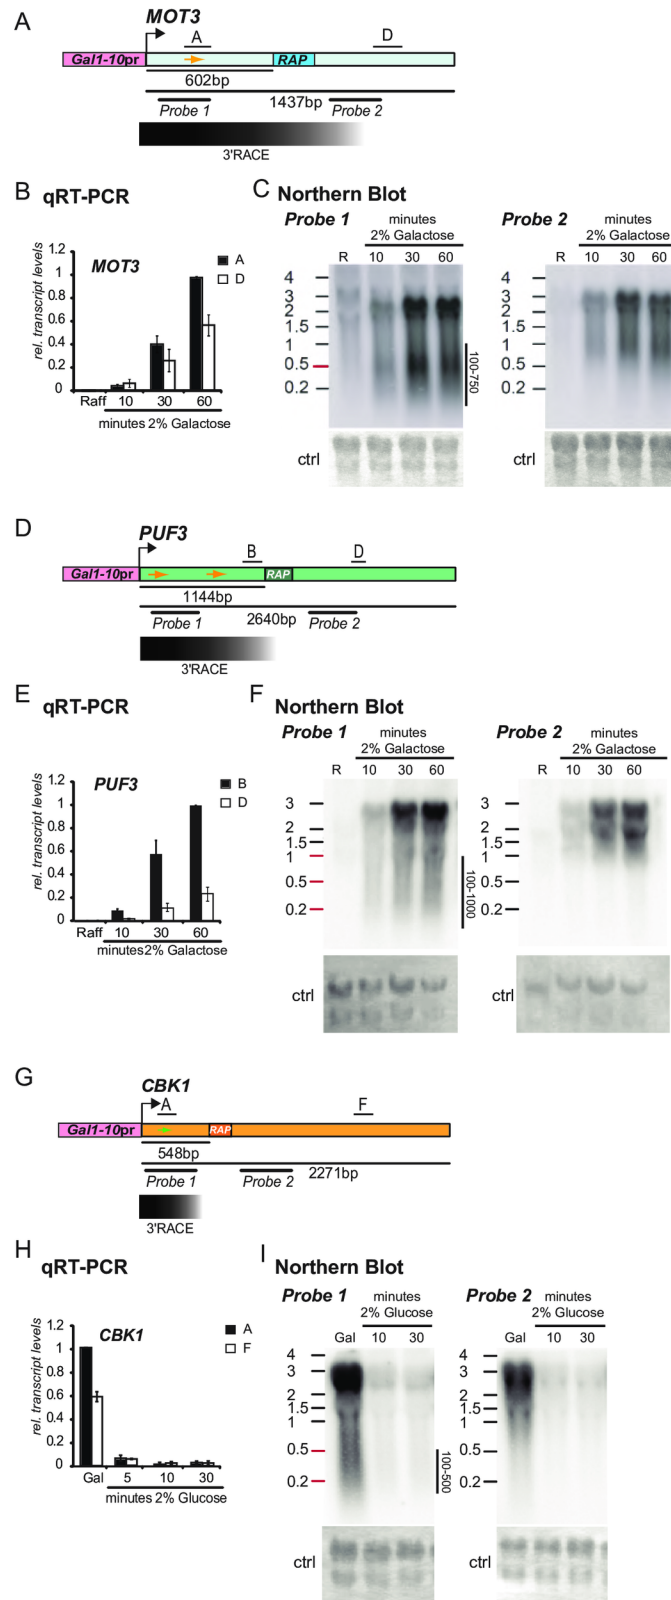 A
MOT3
A
D
Gal1-10pr
RAP
602bp
1437bp
Probe 1
Probe 2
3'RACE
B qRT-PCR
rel. transcript levels
MOT3
A
D
1.2
1
0.8
0.6
0.4
0.2
0
Raff 10 30 60
minutes 2% Galactose
C Northern Blot
Probe 1
minutes
2% Galactose
R 10 30 60
4
3
2
1.5
1
0.5
0.2
100-750
ctrl
Probe 2
minutes
2% Galactose
R 10 30 60
4
3
2
1.5
1
0.5
0.2
ctrl
D
PUF3
B
D
Gal1-10pr
RAP
1144bp
2640bp
Probe 1
Probe 2
3'RACE
E qRT-PCR
rel. transcript levels
PUF3
B
D
1.2
1
0.8
0.6
0.4
0.2
0
Raff 10 30 60
minutes2% Galactose
F Northern Blot
Probe 1
minutes
2% Galactose
R 10 30 60
3
2
1.5
1
0.5
0.2
100-1000
ctrl
Probe 2
minutes
2% Galactose
R 10 30 60
3
2
1.5
1
0.5
0.2
ctrl
G
CBK1
A
F
Gal1-10pr
RAP
548bp
2271bp
Probe 1
Probe 2
3'RACE
H qRT-PCR
rel. transcript levels
CBK1
A
F
1.2
1
0.8
0.6
0.4
0.2
0
Gal 5 10 30
minutes 2% Glucose
I Northern Blot
Probe 1
minutes
2% Glucose
Gal 10 30
4
3
2
1.5
1
0.5
0.2
100-500
ctrl
Probe 2
minutes
2% Glucose
Gal 10 30
4
3
2
1.5
1
0.5
0.2
ctrl